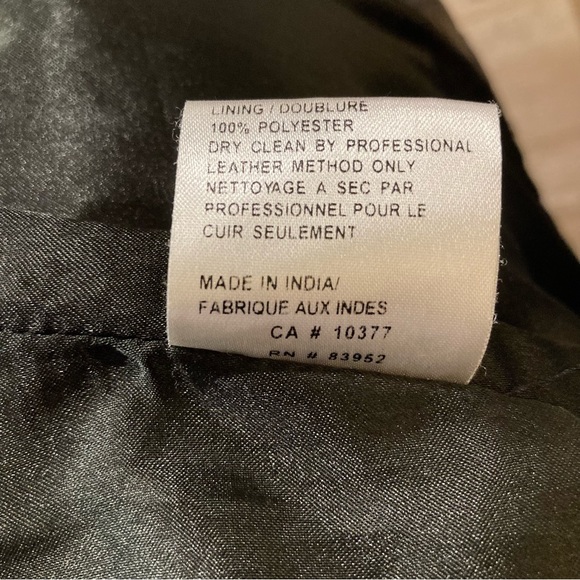 LINING / DOUBLURE
100% POLYESTER
DRY CLEAN BY PROFESSIONAL
LEATHER METHOD ONLY
NETTOYAGE A SEC PAR
PROFESSIONNEL POUR LE
CUIR SEULEMENT
MADE IN INDIA/
FABRIQUE AUX INDES
CA # 10377
RN # 83952